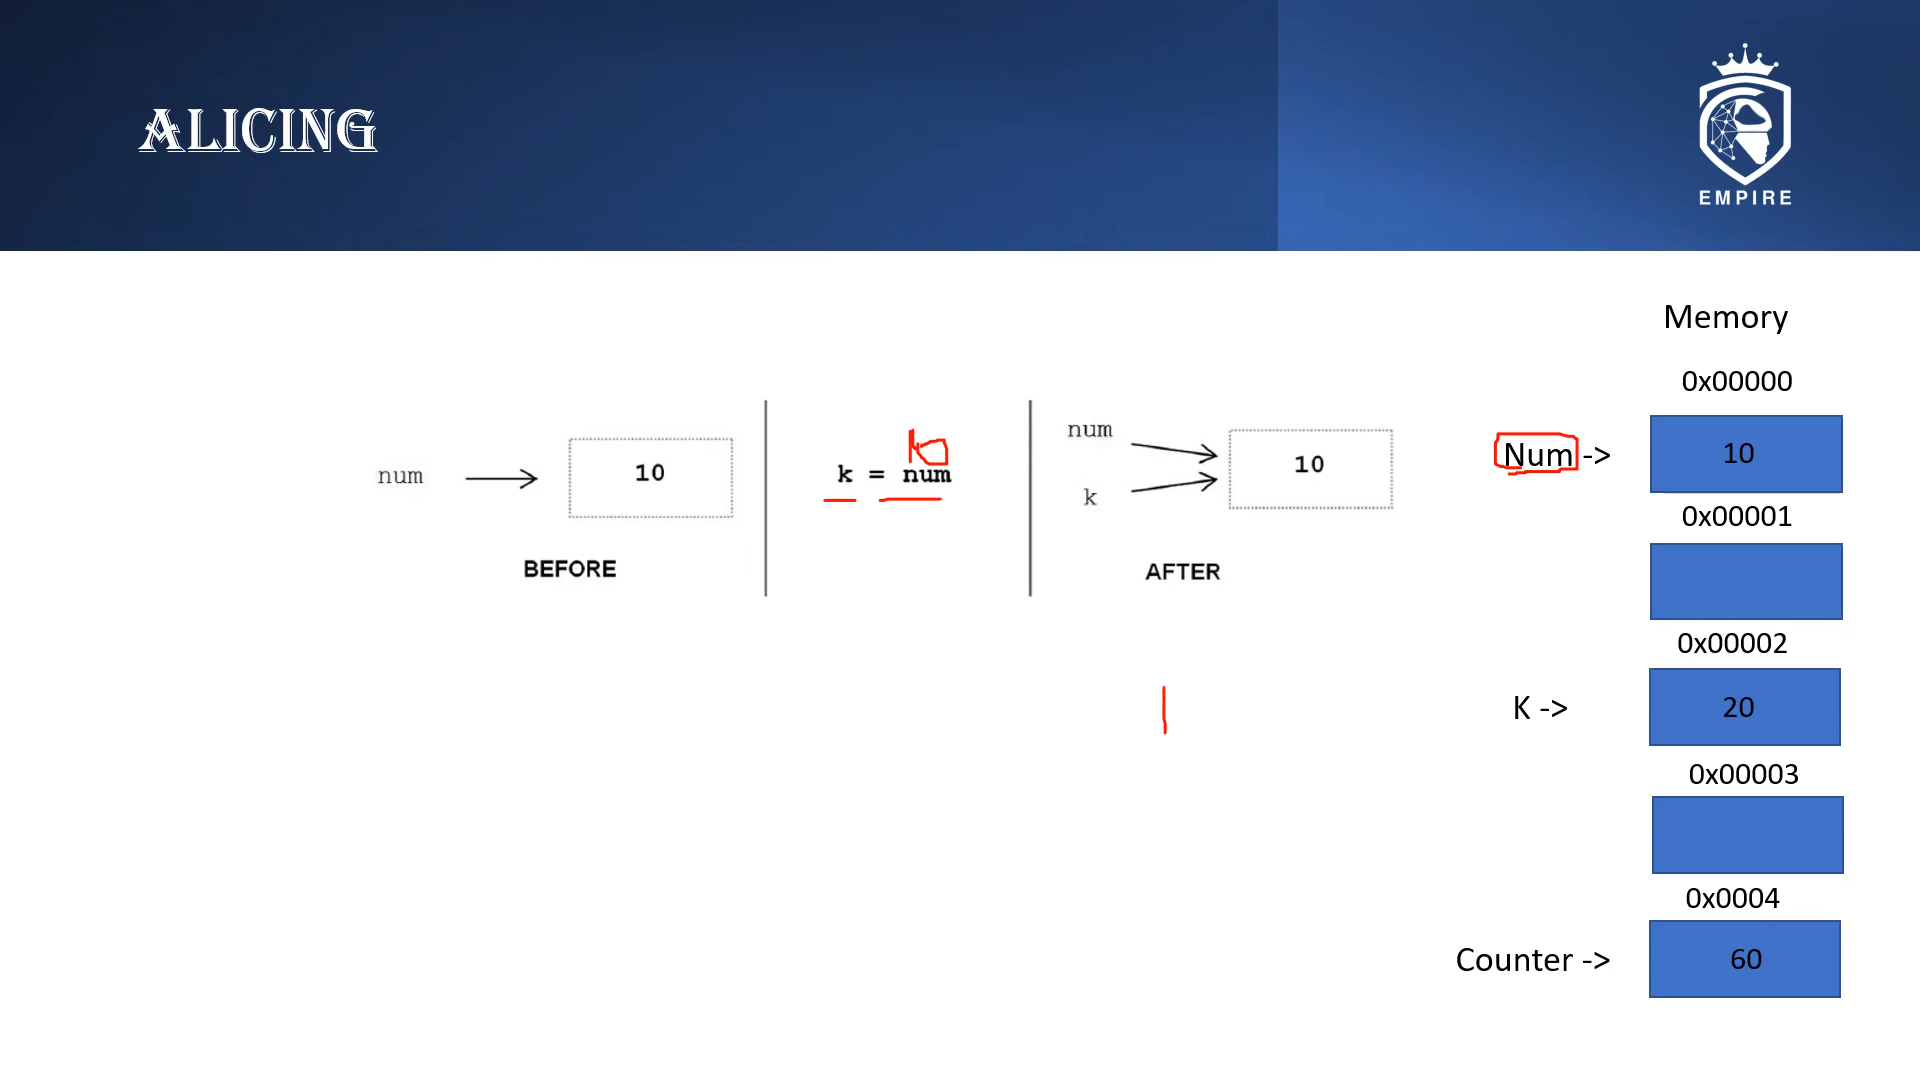 ALICING
EMPIRE
Memory
0x00000
num
10
k = num
num
k
10
Num ->
10
0x00001
BEFORE
AFTER
0x00002
K ->
20
0x00003
0x0004
Counter ->
60